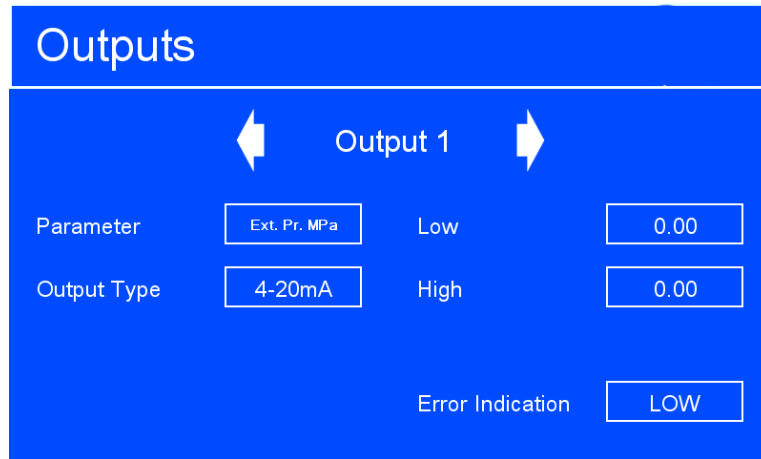 Outputs
Output 1
Parameter Ext. Pr. MPa Low 0.00
Output Type 4-20mA High 0.00
Error Indication LOW